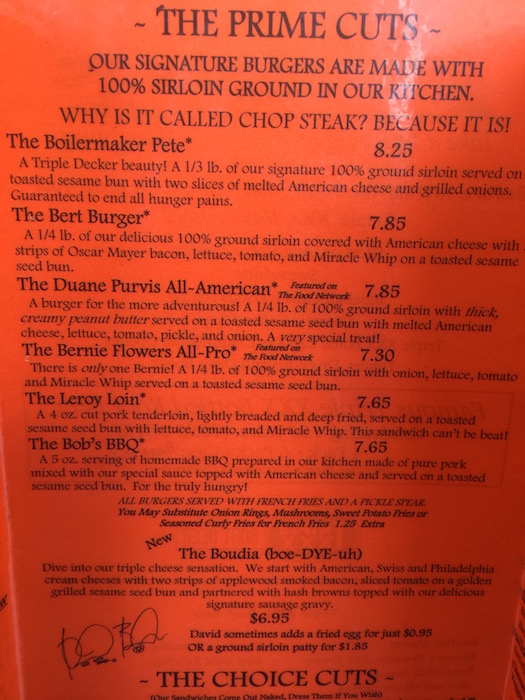 ~ THE PRIME CUTS ~
OUR SIGNATURE BURGERS ARE MADE WITH
100% SIRLOIN GROUND IN OUR KITCHEN.
WHY IS IT CALLED CHOP STEAK? BECAUSE IT IS!
The Boilermaker Pete* 8.25
A Triple Decker beauty! A 1/3 lb. of our signature 100% ground sirloin served on
toasted sesame bun with two slices of melted American cheese and grilled onions.
Guaranteed to end all hunger pains.
The Bert Burger* 7.85
A 1/4 lb. of our delicious 100% ground sirloin covered with American cheese with
strips of Oscar Mayer bacon, lettuce, tomato, and Miracle Whip on a toasted sesame
seed bun.
The Duane Purvis All-American* Featured on The Food Network 7.85
A burger for the more adventurous! A 1/4 lb. of 100% ground sirloin with thick,
creamy peanut butter served on a toasted sesame seed bun with melted American
cheese, lettuce, tomato, pickle, and onion. A very special treat!
The Bernie Flowers All-Pro* Featured on The Food Network 7.30
There is only one Bernie! A 1/4 lb. of 100% ground sirloin with onion, lettuce, tomato
and Miracle Whip served on a toasted sesame seed bun.
The Leroy Loin* 7.65
A 4 oz. cut pork tenderloin, lightly breaded and deep fried, served on a toasted
sesame seed bun with lettuce, tomato, and Miracle Whip. This sandwich can't be beat!
The Bob's BBQ* 7.65
A 5 oz. serving of homemade BBQ prepared in our kitchen made of pure pork
mixed with our special sauce topped with American cheese and served on a toasted
sesame seed bun. For the truly hungry!
ALL BURGERS SERVED WITH FRENCH FRIES AND A PICKLE SPEAR.
You May Substitute Onion Rings, Mushrooms, Sweet Potato Fries or
Seasoned Curly Fries for French Fries 1.25 Extra
New
The Boudia (boe-DYE-uh)
Dive into our triple cheese sensation. We start with American, Swiss and Philadelphia
cream cheeses with two strips of applewood smoked bacon, sliced tomato on a golden
grilled sesame seed bun and partnered with hash browns topped with our delicious
signature sausage gravy.
$6.95
David sometimes adds a fried egg for just $0.95
OR a ground sirloin patty for $1.85
~ THE CHOICE CUTS ~
(Our Sandwiches Come Out Naked, Dress Them If You Wish)